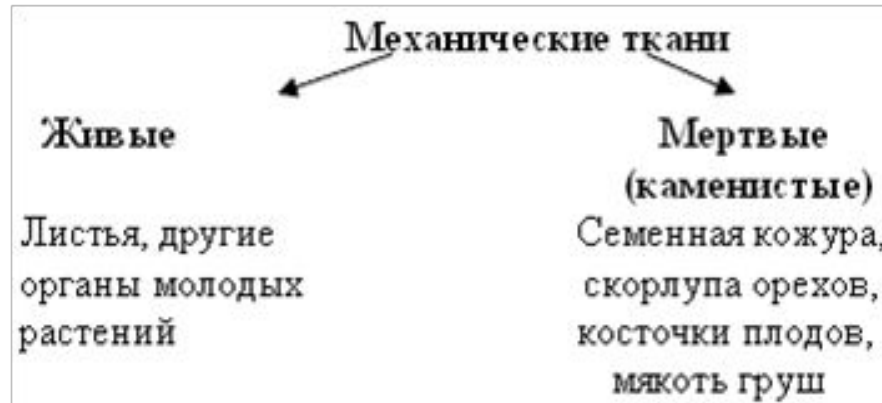 Механические ткани
Живые
Листья, другие
органы молодых
растений
Мертвые
(каменистые)
Семенная кожура,
скорлупа орехов,
косточки плодов,
мякоть груш